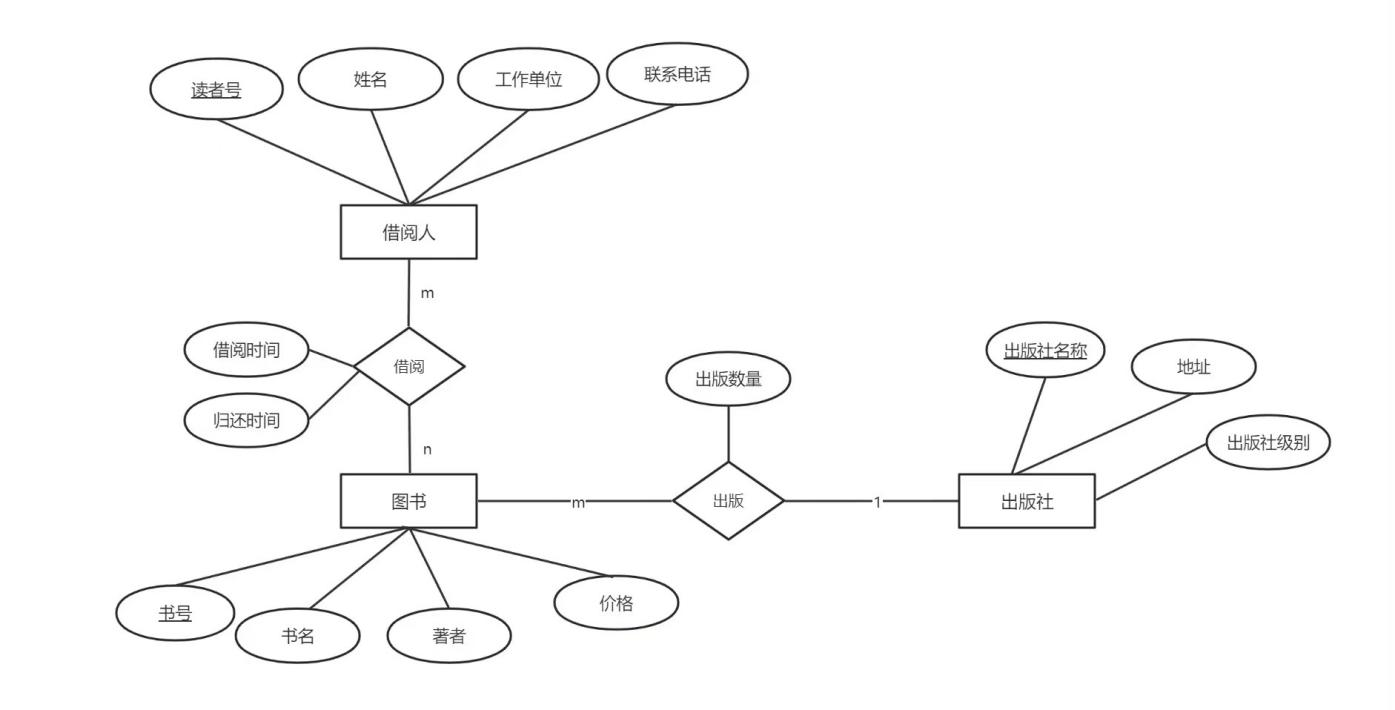 读者号
姓名
工作单位
联系电话
借阅人
m
借阅时间
借阅
归还时间
n
图书
m
出版数量
出版
1
出版社名称
地址
出版社级别
出版社
书号
书名
著者
价格